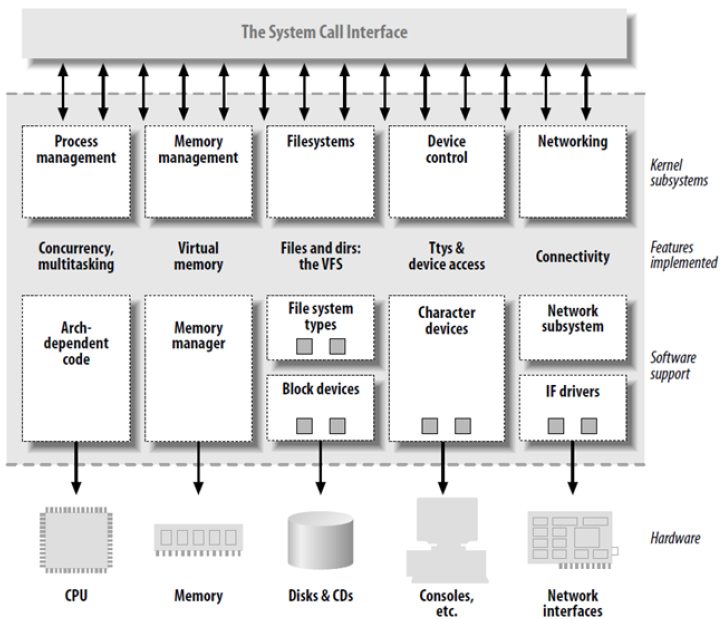 The System Call Interface
Process
management
Memory
management
Filesystems
Device
control
Networking
Kernel
subsystems
Concurrency,
multitasking
Virtual
memory
Files and dirs:
the VFS
Ttys &
device access
Connectivity
Features
implemented
Arch-
dependent
code
Memory
manager
File system
types
Block devices
Character
devices
Network
subsystem
IF drivers
Software
support
Hardware
CPU
Memory
Disks & CDs
Consoles,
etc.
Network
interfaces